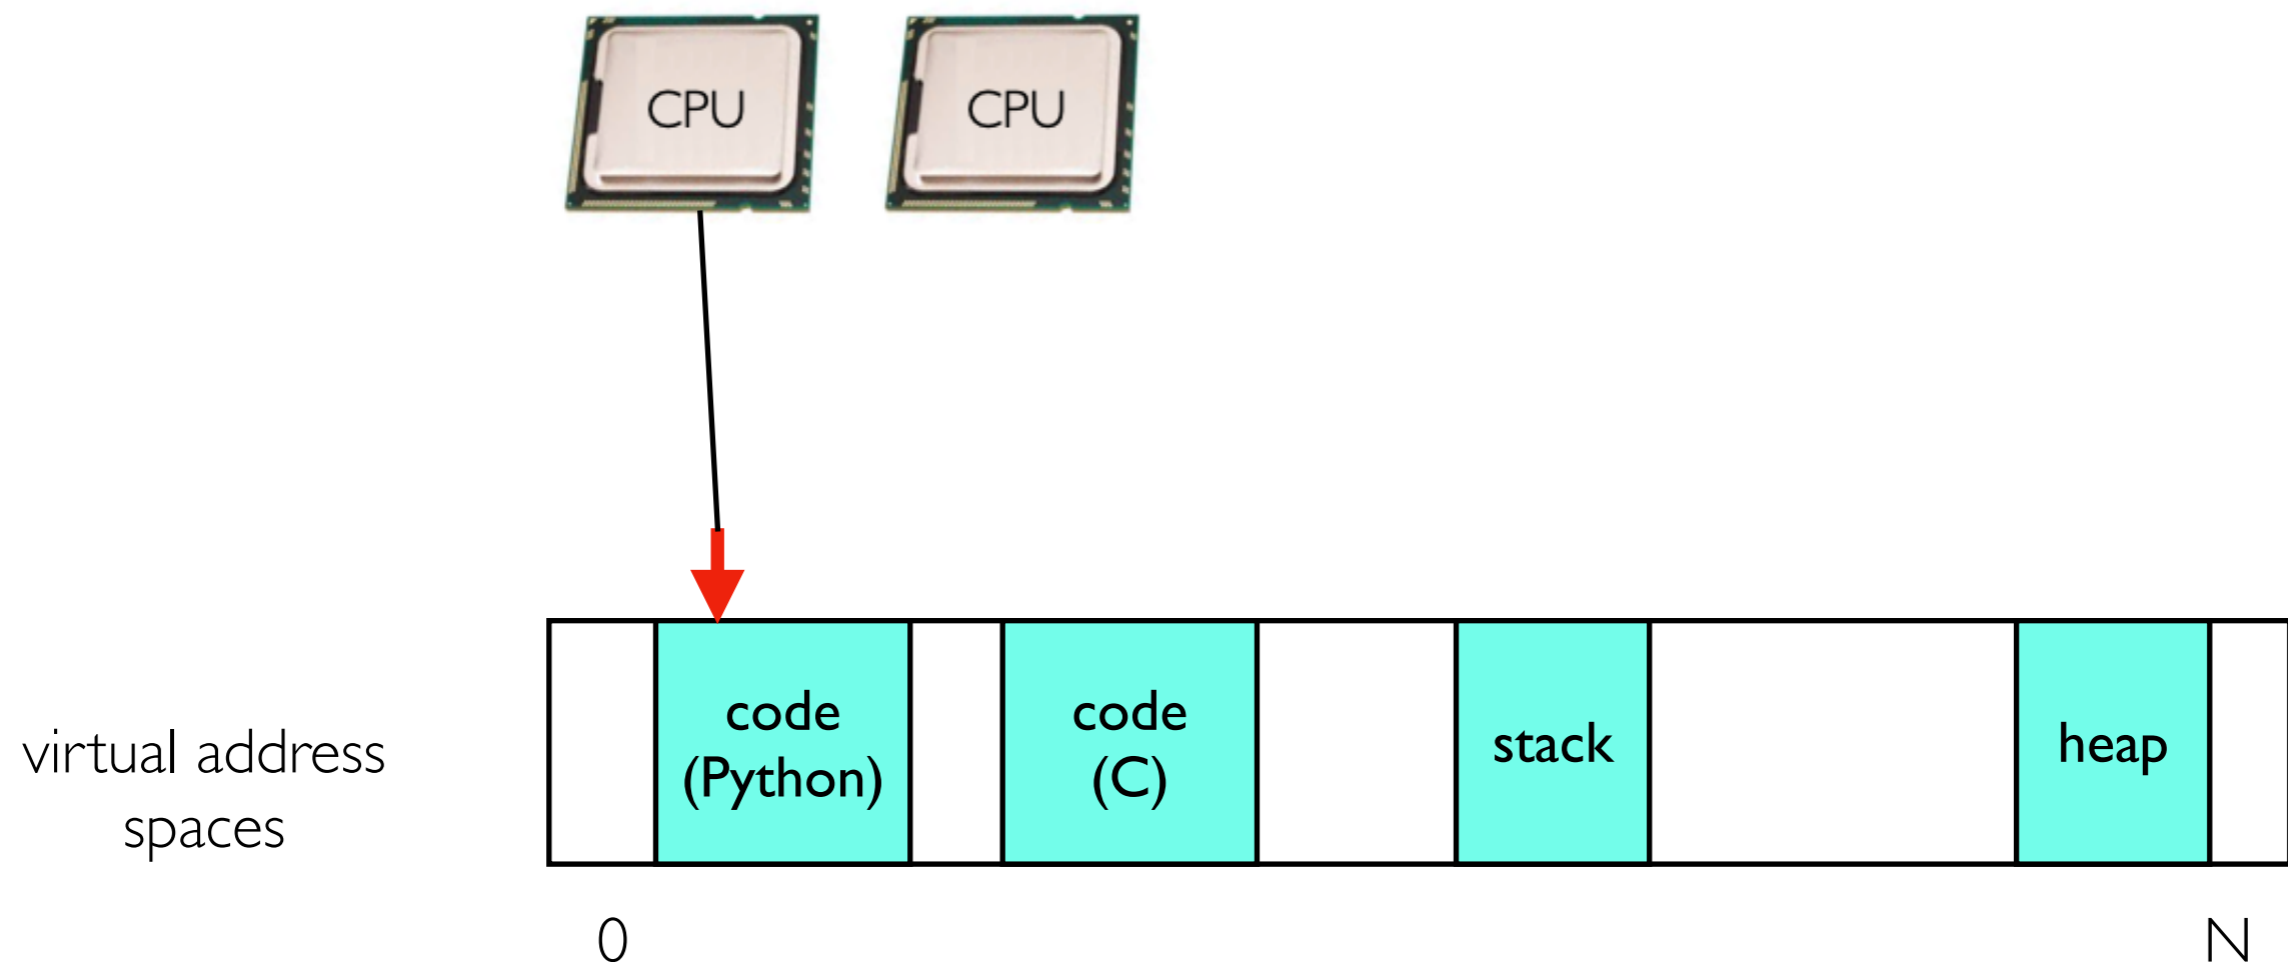 CPU
CPU
code
(Python)
code
(C)
stack
heap
virtual address
spaces
0
N